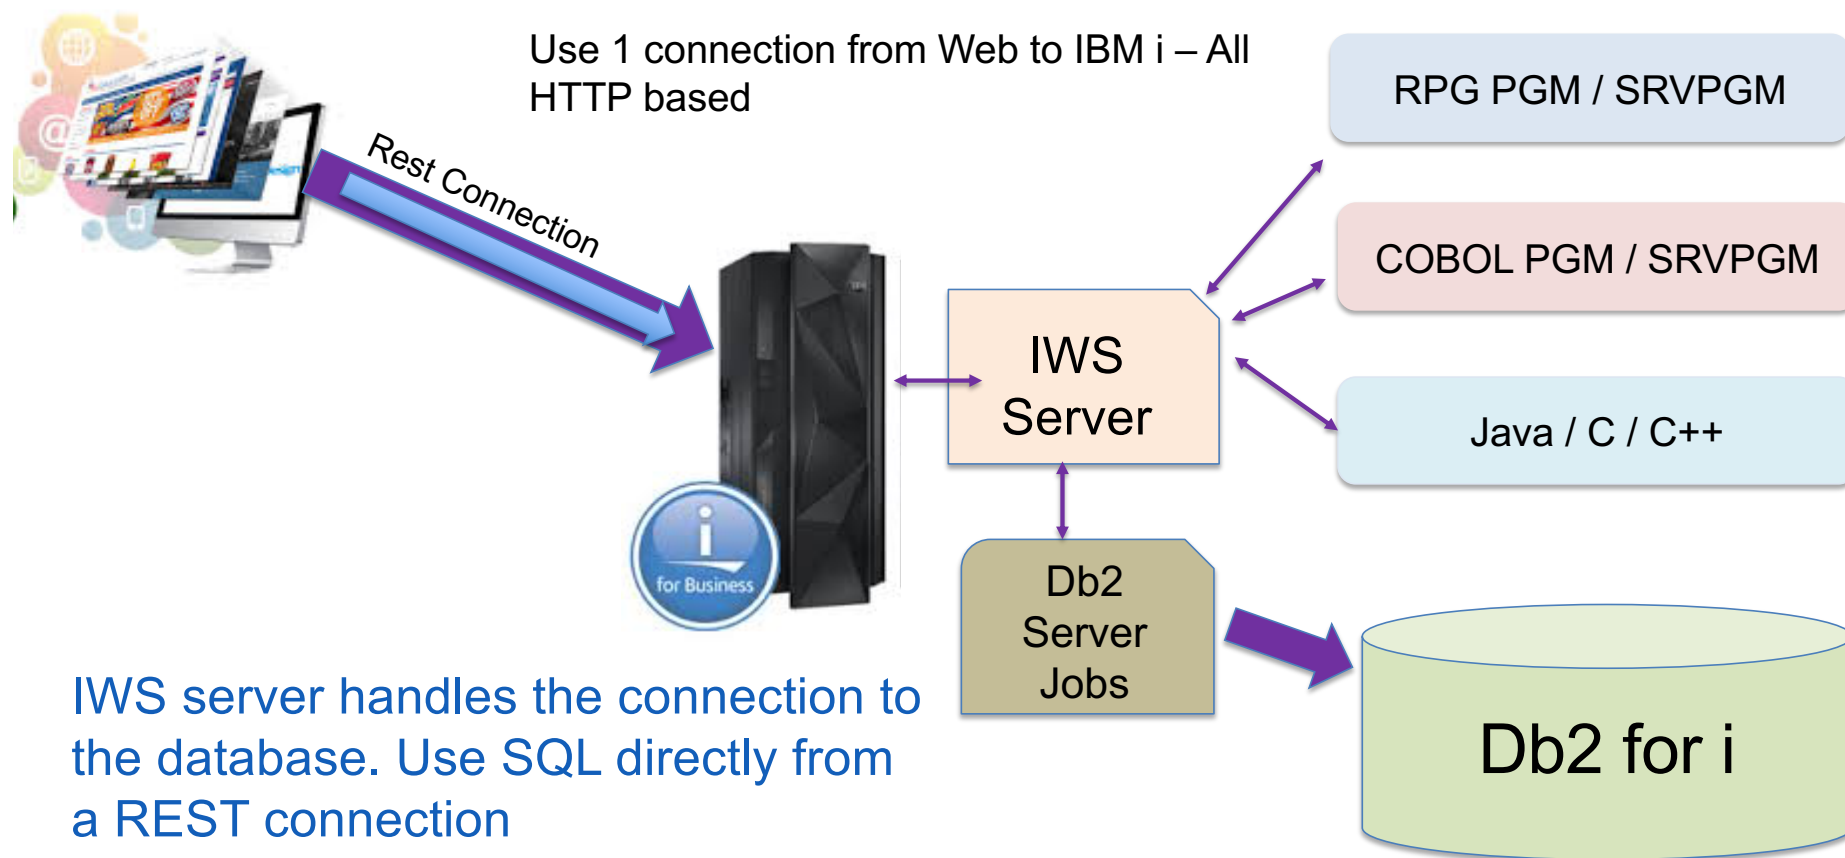 Use 1 connection from Web to IBM i – All
HTTP based
Rest Connection
RPG PGM / SRVPGM
COBOL PGM / SRVPGM
IWS
Server
Java / C / C++
i
for Business
Db2
Server
Jobs
Db2 for i
IWS server handles the connection to
the database. Use SQL directly from
a REST connection